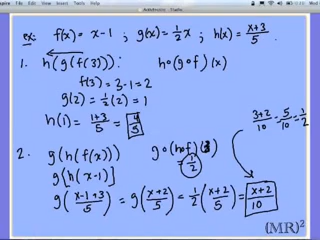 ex: f(x) = x-1 ; g(x) = 1/2 x ; h(x) = x+3/5
1. h(g(f(3))): h∘g∘f)(x)
f(3) = 3-1 = 2
g(2) = 1/2(2) = 1
h(1) = 1+3/5 = 4/5
3+2/10 = 5/10 = 1/2
2. g(h(f(x))) g∘(h∘f)(3)
= 1/2
g[h(x-1)]
g(x-1+3/5) = g(x+2/5) = 1/2(x+2/5) = x+2/10
(MR)²